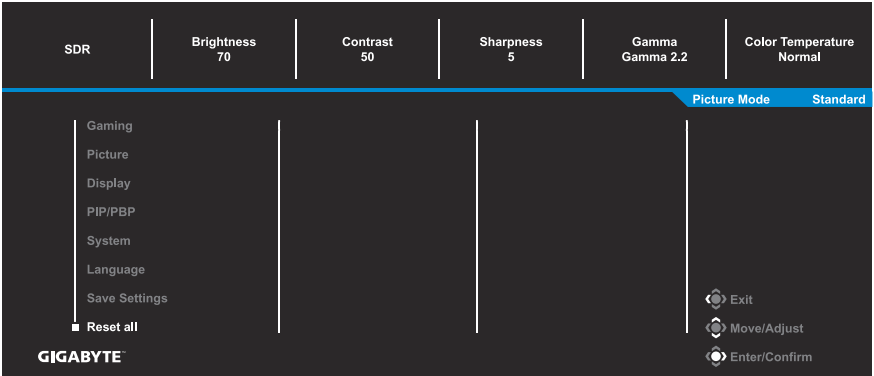 SDR
Brightness
70
Contrast
50
Sharpness
5
Gamma
Gamma 2.2
Color Temperature
Normal
Picture Mode Standard
Gaming
Picture
Display
PIP/PBP
System
Language
Save Settings
Reset all
Exit
Move/Adjust
Enter/Confirm
GIGABYTE™